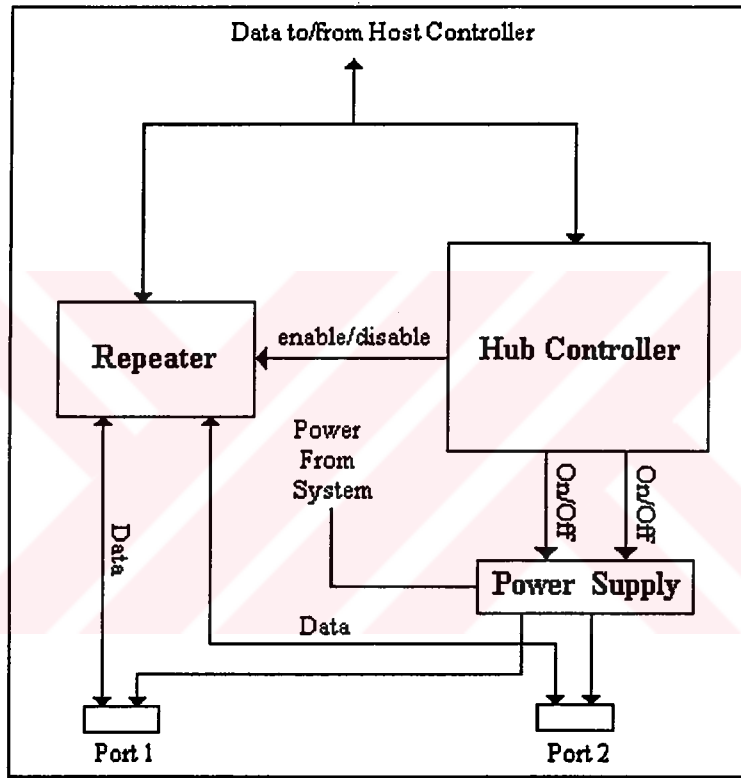 Data to/from Host Controller
Repeater
enable/disable
Hub Controller
Power
From
System
On/Off
On/Off
Data
Power Supply
Data
Port 1
Port 2